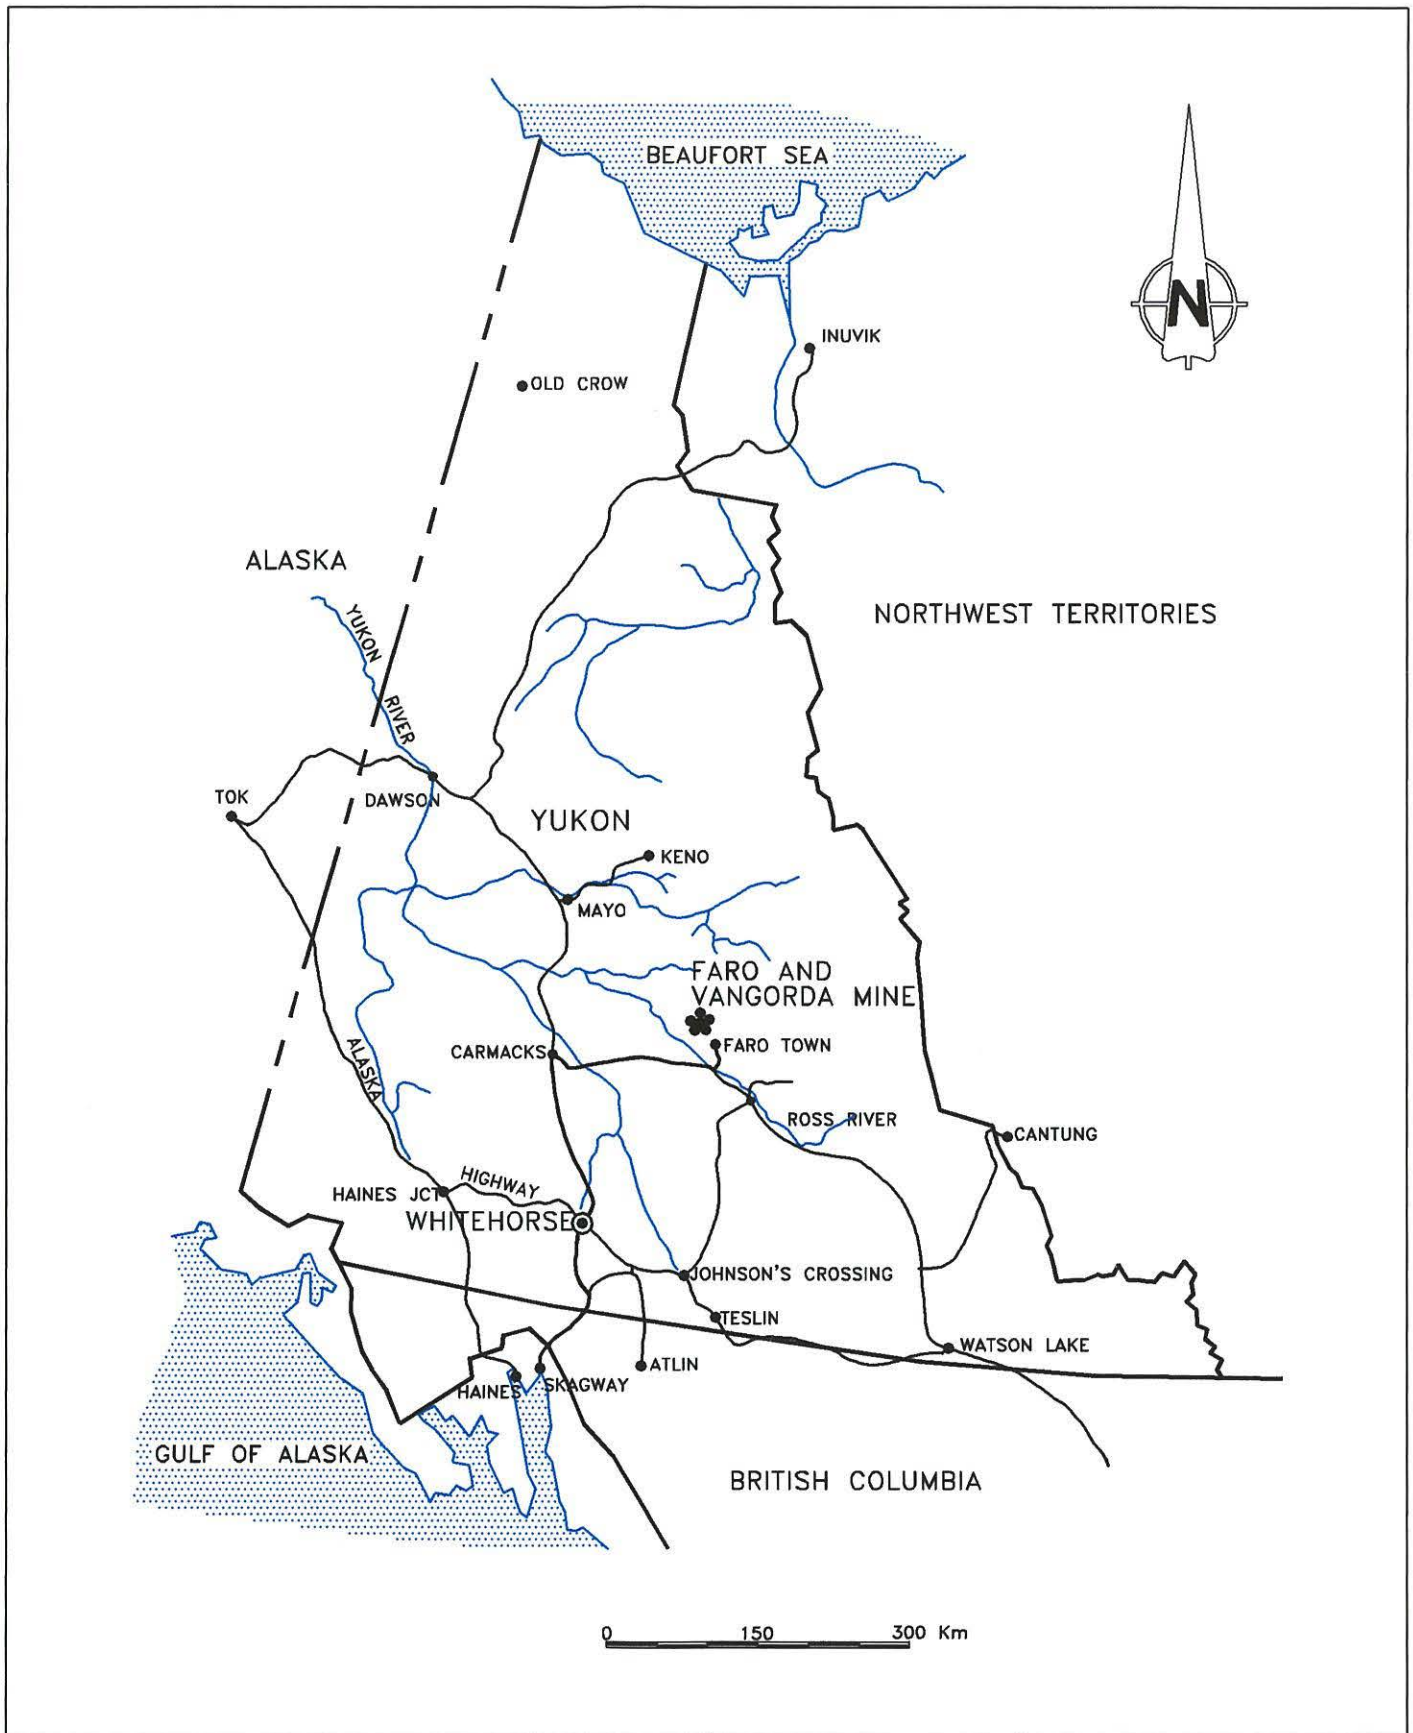 BEAUFORT SEA
N
INUVIK
OLD CROW
ALASKA
YUKON RIVER
NORTHWEST TERRITORIES
TOK
DAWSON
YUKON
KENO
MAYO
FARO AND
VANGORDA MINE
CARMACKS
FARO TOWN
ALASKA
ROSS RIVER
CANTUNG
HIGHWAY
HAINES JCT
WHITEHORSE
JOHNSON'S CROSSING
TESLIN
WATSON LAKE
ATLIN
HAINES
SKAGWAY
GULF OF ALASKA
BRITISH COLUMBIA
0 150 300 Km